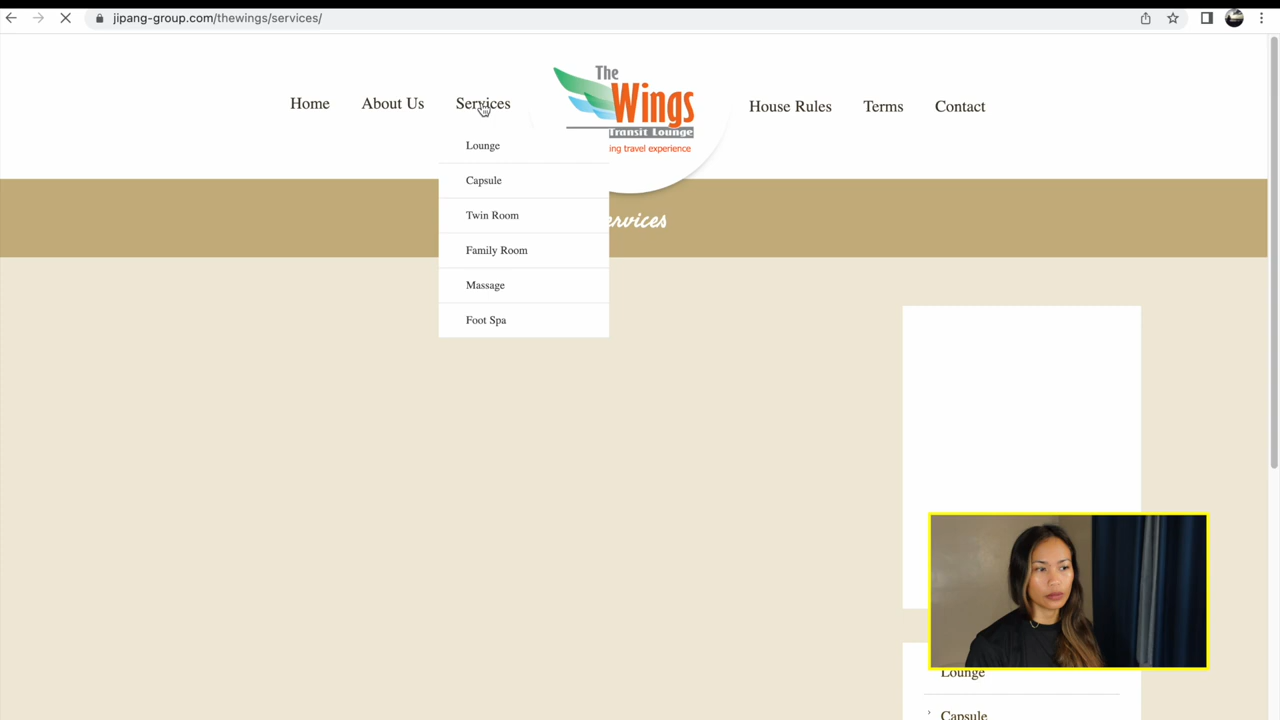 jipang-group.com/thewings/services/
Home About Us Services House Rules Terms Contact
The
Wings
Transit Lounge
ing travel experience
Lounge
Capsule
Twin Room
Family Room
Massage
Foot Spa
ervices
Lounge
Capsule